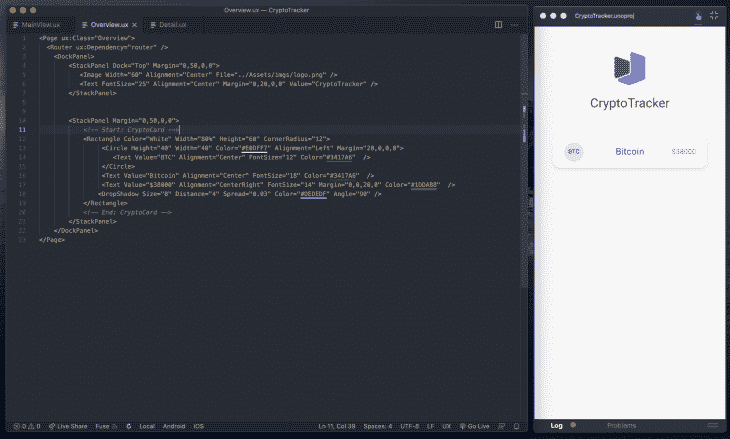 Overview.ux — CryptoTracker
MainView.ux Overview.ux Detail.ux
1 <Page ux:Class="Overview">
2 <Router ux:Dependency="router" />
3 <DockPanel>
4 <StackPanel Dock="Top" Margin="0,50,0,0">
5 <Image Width="60" Alignment="Center" File="../Assets/imgs/logo.png" />
6 <Text FontSize="25" Alignment="Center" Margin="0,20,0,0" Value="CryptoTracker" />
7 </StackPanel>
8
9
10 <StackPanel Margin="0,50,0,0">
11 <!-- Start: CryptoCard -->
12 <Rectangle Color="White" Width="80%" Height="60" CornerRadius="12">
13 <Circle Height="40" Width="40" Color="#E0DFF7" Alignment="Left" Margin="20,0,0,0">
14 <Text Value="BTC" Alignment="Center" FontSize="12" Color="#3417A6" />
15 </Circle>
16 <Text Value="Bitcoin" Alignment="Center" FontSize="18" Color="#3417A6" />
17 <Text Value="$38000" Alignment="CenterRight" FontSize="14" Margin="0,0,20,0" Color="#1DDAB8" />
18 <DropShadow Size="8" Distance="4" Spread="0.03" Color="#DEDEDF" Angle="90" />
19 </Rectangle>
20 <!-- End: CryptoCard -->
21 </StackPanel>
22 </DockPanel>
23 </Page>
0 0 Live Share Fuse Local Android iOS Ln 11, Col 39 Spaces: 4 UTF-8 LF UX Go Live
CryptoTracker.unoproj
CryptoTracker
BTC Bitcoin $38000
Log Problems